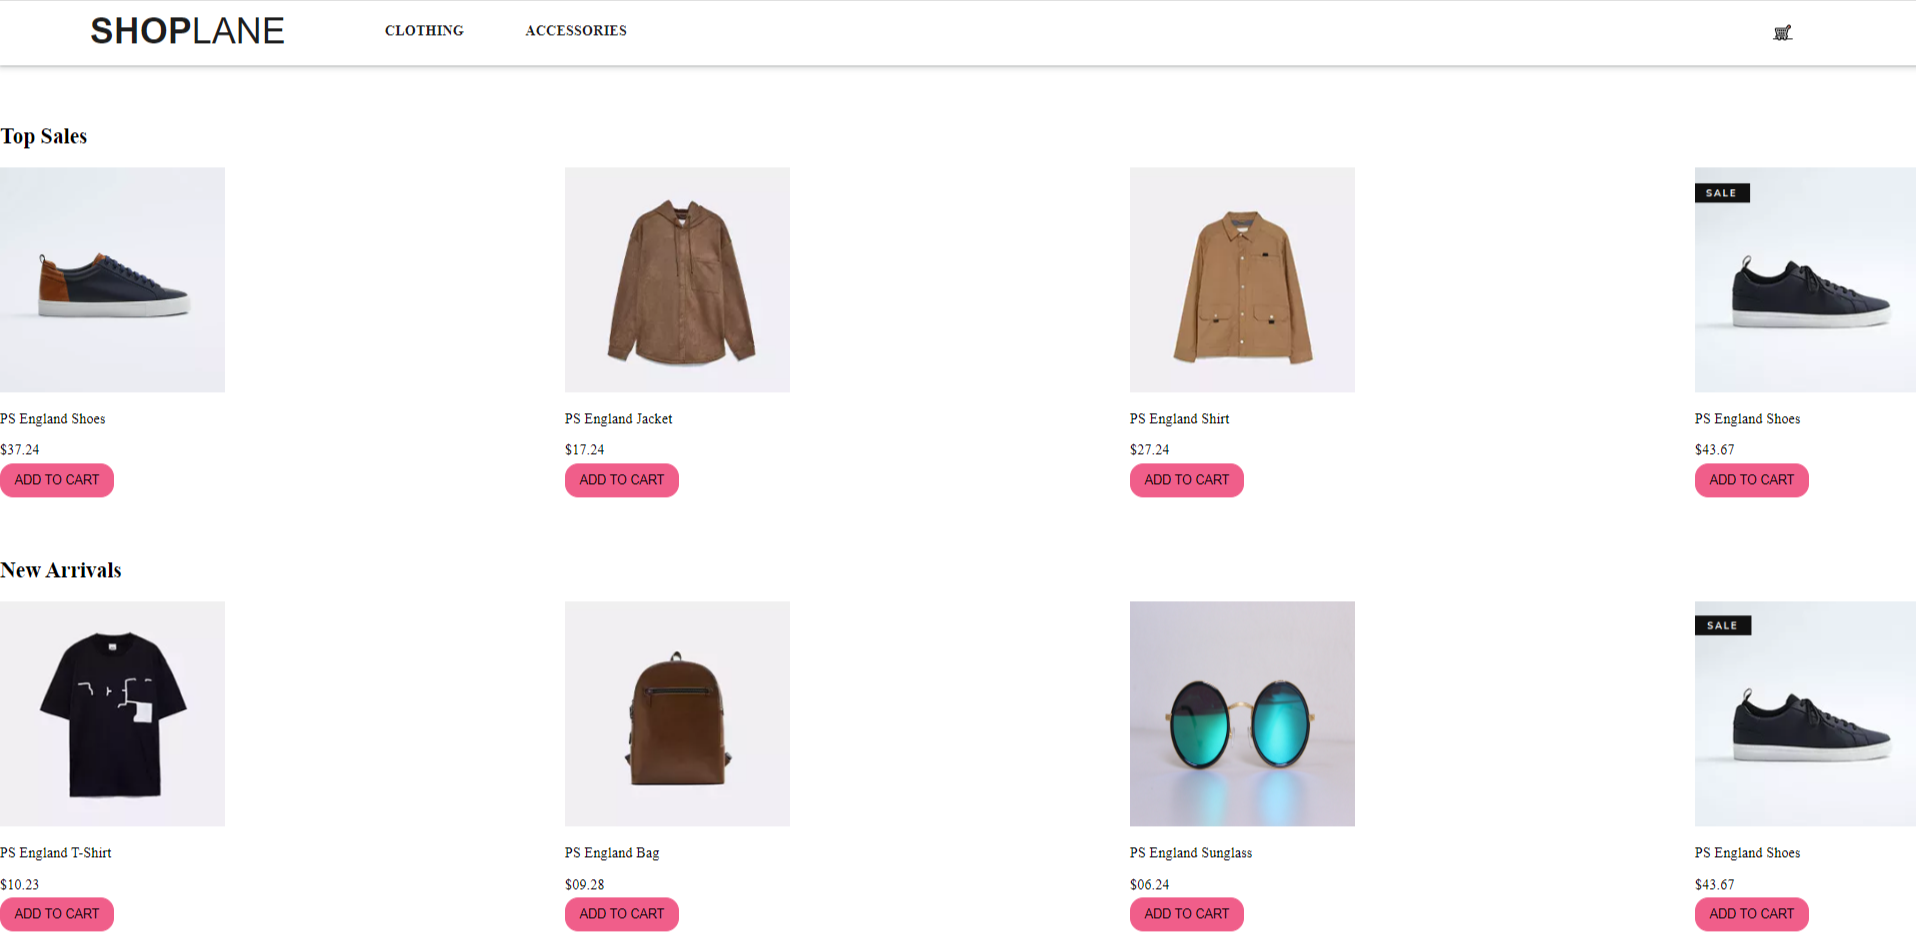 SHOPLANE CLOTHING ACCESSORIES
Top Sales
SALE
PS England Shoes PS England Jacket PS England Shirt PS England Shoes
$37.24 $17.24 $27.24 $43.67
ADD TO CART ADD TO CART ADD TO CART ADD TO CART
New Arrivals
SALE
PS England T-Shirt PS England Bag PS England Sunglass PS England Shoes
$10.23 $09.28 $06.24 $43.67
ADD TO CART ADD TO CART ADD TO CART ADD TO CART